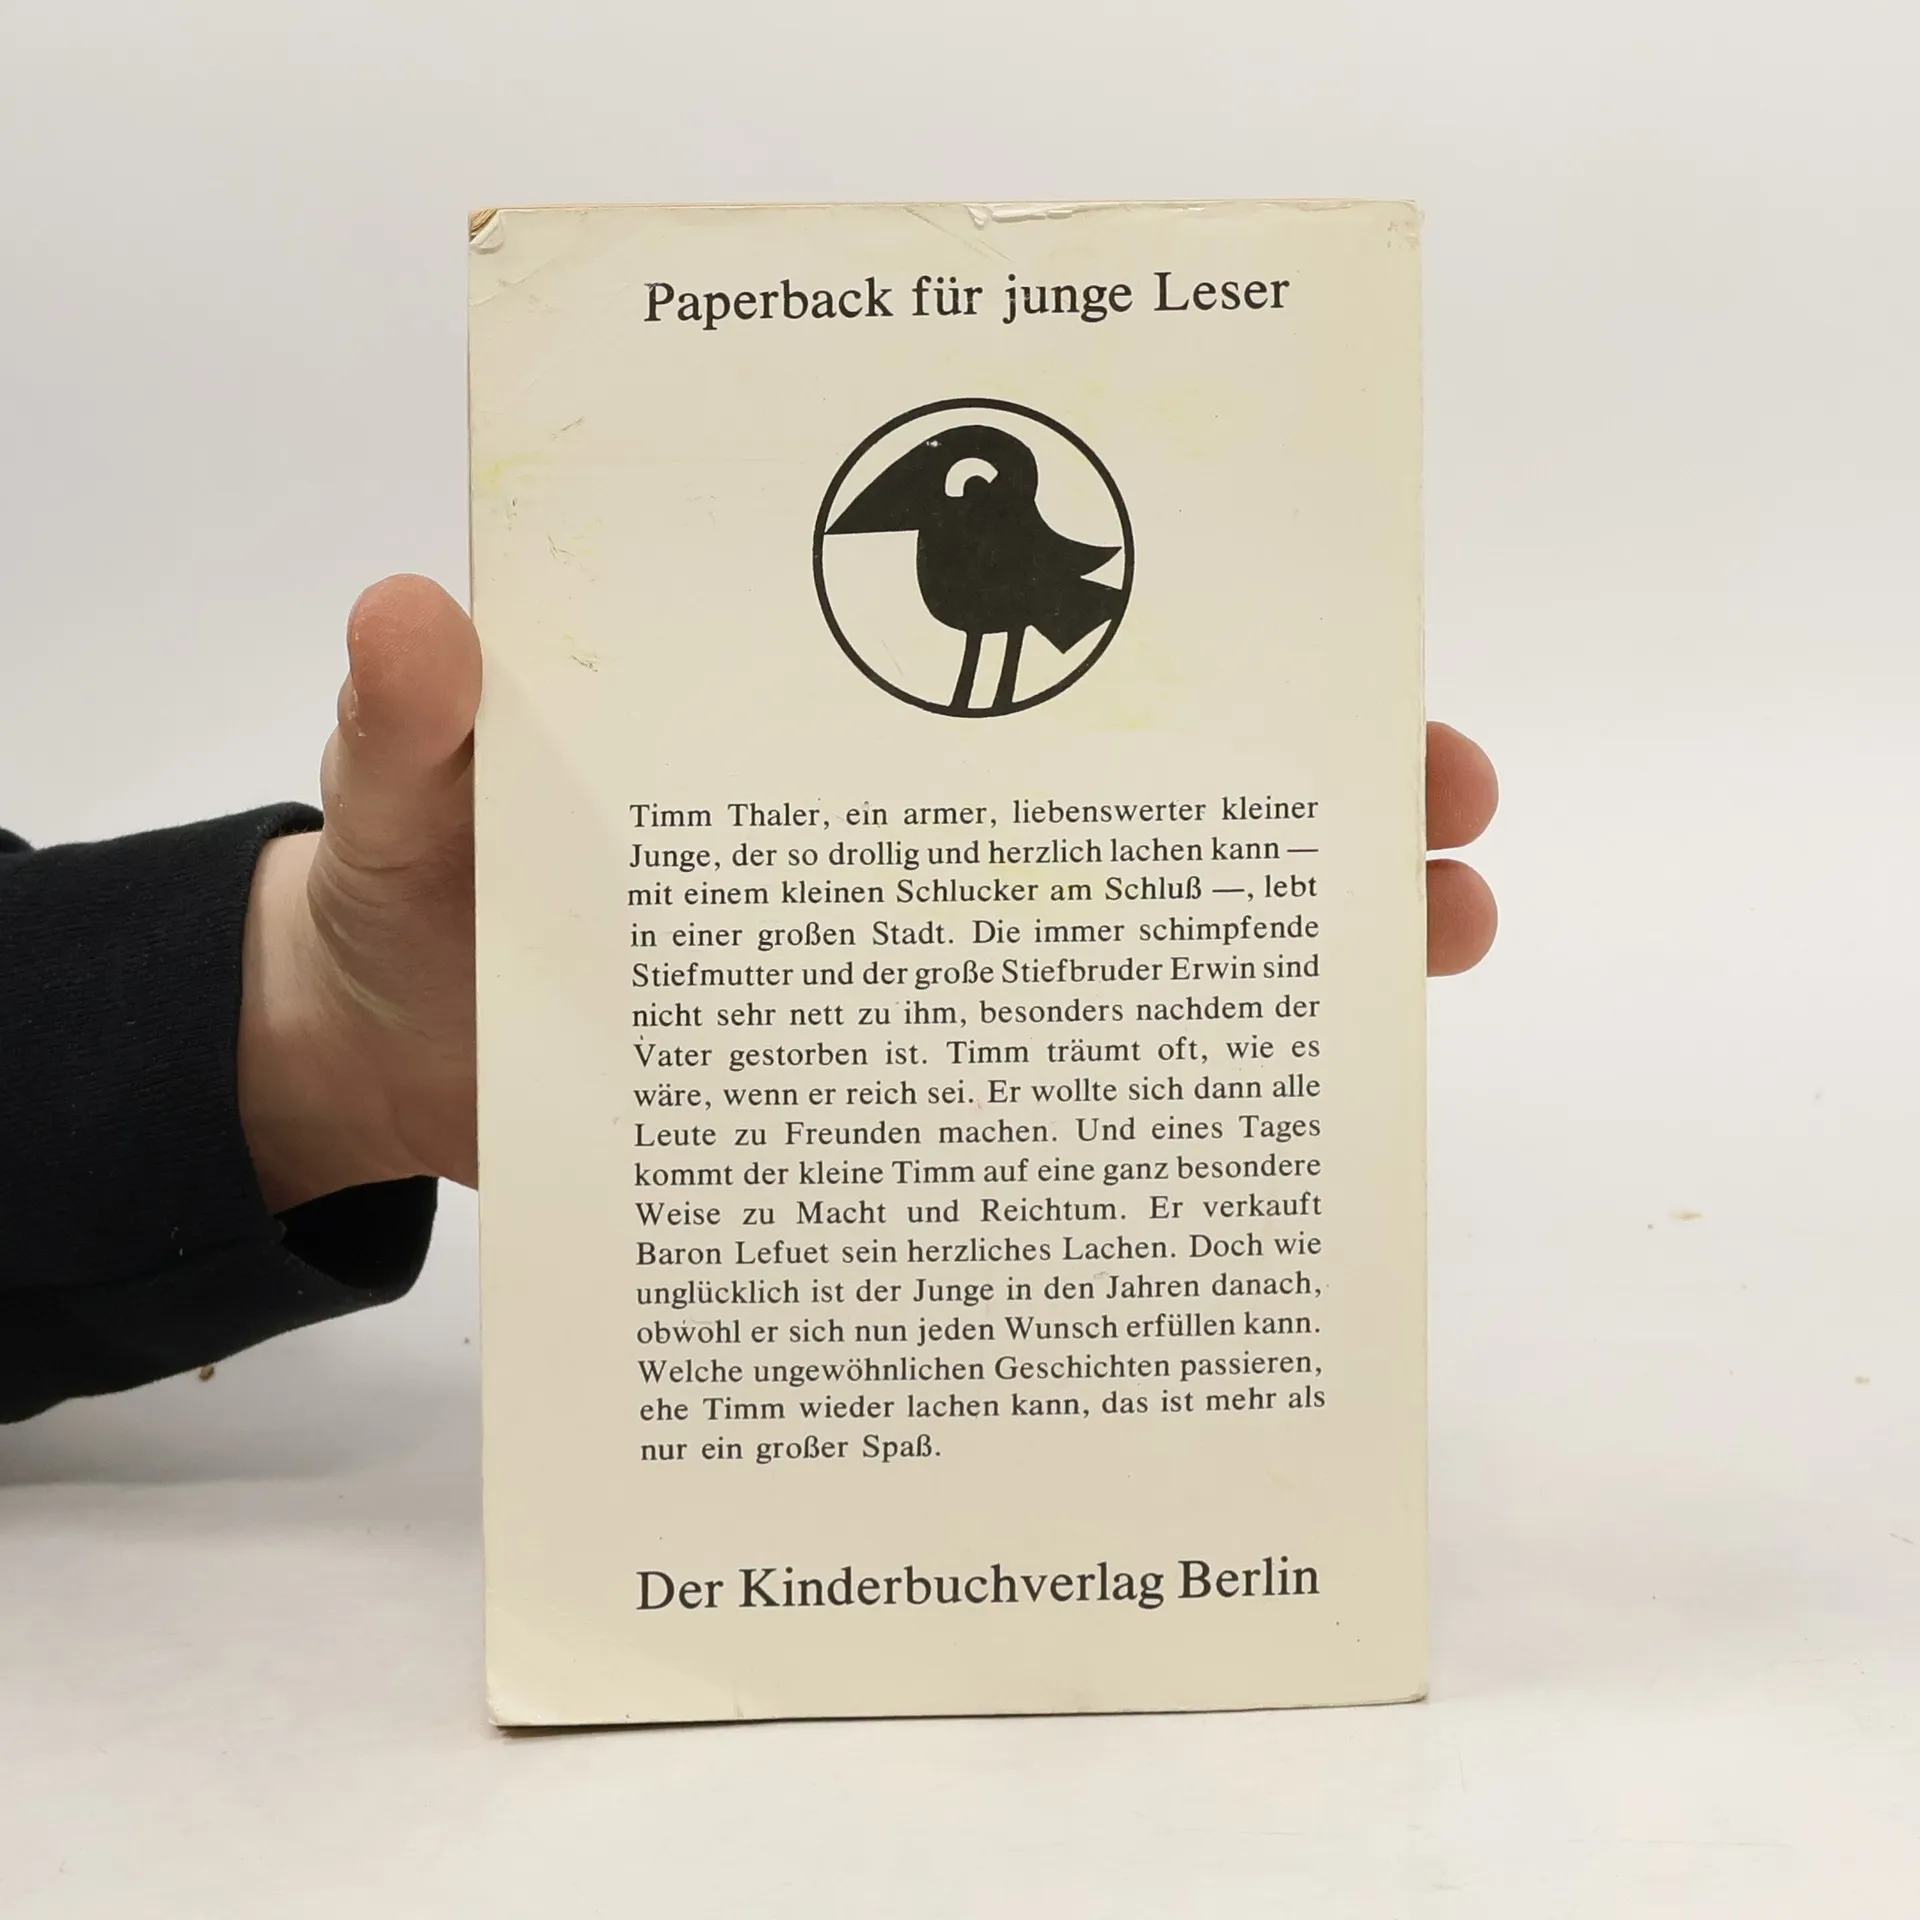 Paperback für junge Leser
Timm Thaler, ein armer, liebenswerter kleiner
Junge, der so drollig und herzlich lachen kann —
mit einem kleinen Schlucker am Schluß —, lebt
in einer großen Stadt. Die immer schimpfende
Stiefmutter und der große Stiefbruder Erwin sind
nicht sehr nett zu ihm, besonders nachdem der
Vater gestorben ist. Timm träumt oft, wie es
wäre, wenn er reich sei. Er wollte sich dann alle
Leute zu Freunden machen. Und eines Tages
kommt der kleine Timm auf eine ganz besondere
Weise zu Macht und Reichtum. Er verkauft
Baron Lefuet sein herzliches Lachen. Doch wie
unglücklich ist der Junge in den Jahren danach,
obwohl er sich nun jeden Wunsch erfüllen kann.
Welche ungewöhnlichen Geschichten passieren,
ehe Timm wieder lachen kann, das ist mehr als
nur ein großer Spaß.
Der Kinderbuchverlag Berlin